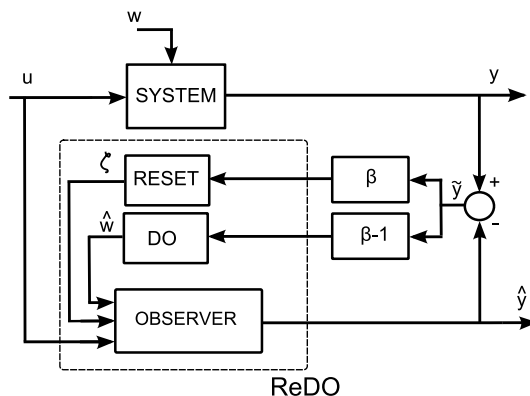 w
u
y
SYSTEM
ζ
RESET
β
ỹ
+
ŵ
DO
β-1
-
OBSERVER
ŷ
ReDO